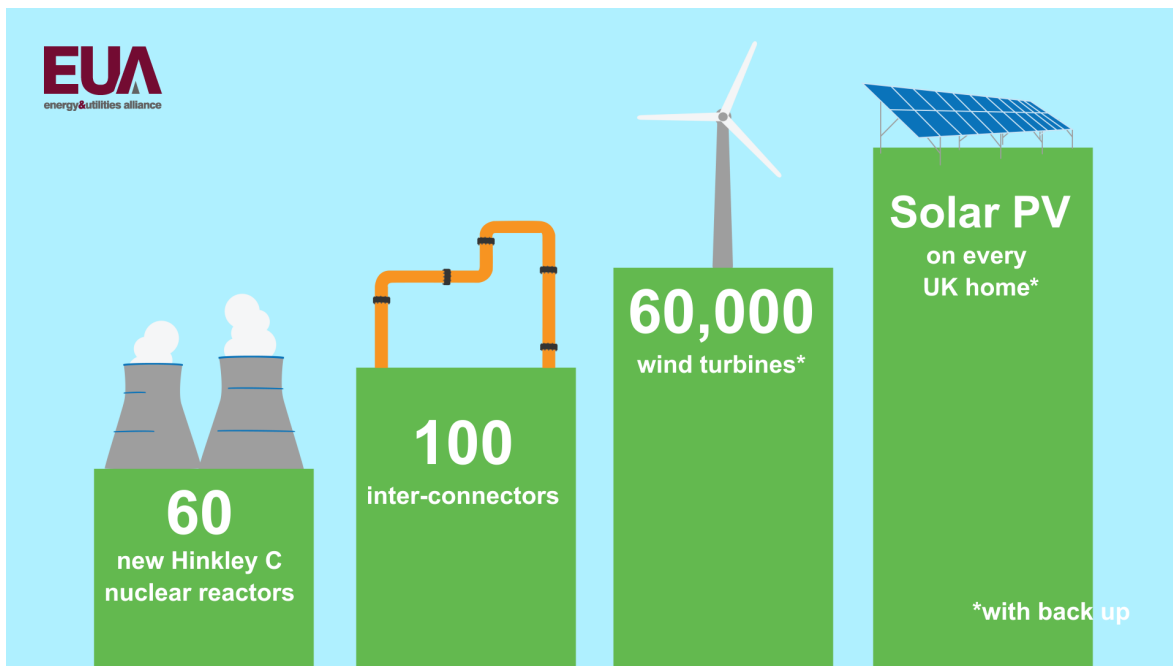 EUA
energy&utilities alliance
60
new Hinkley C
nuclear reactors
100
inter-connectors
60,000
wind turbines*
Solar PV
on every
UK home*
*with back up